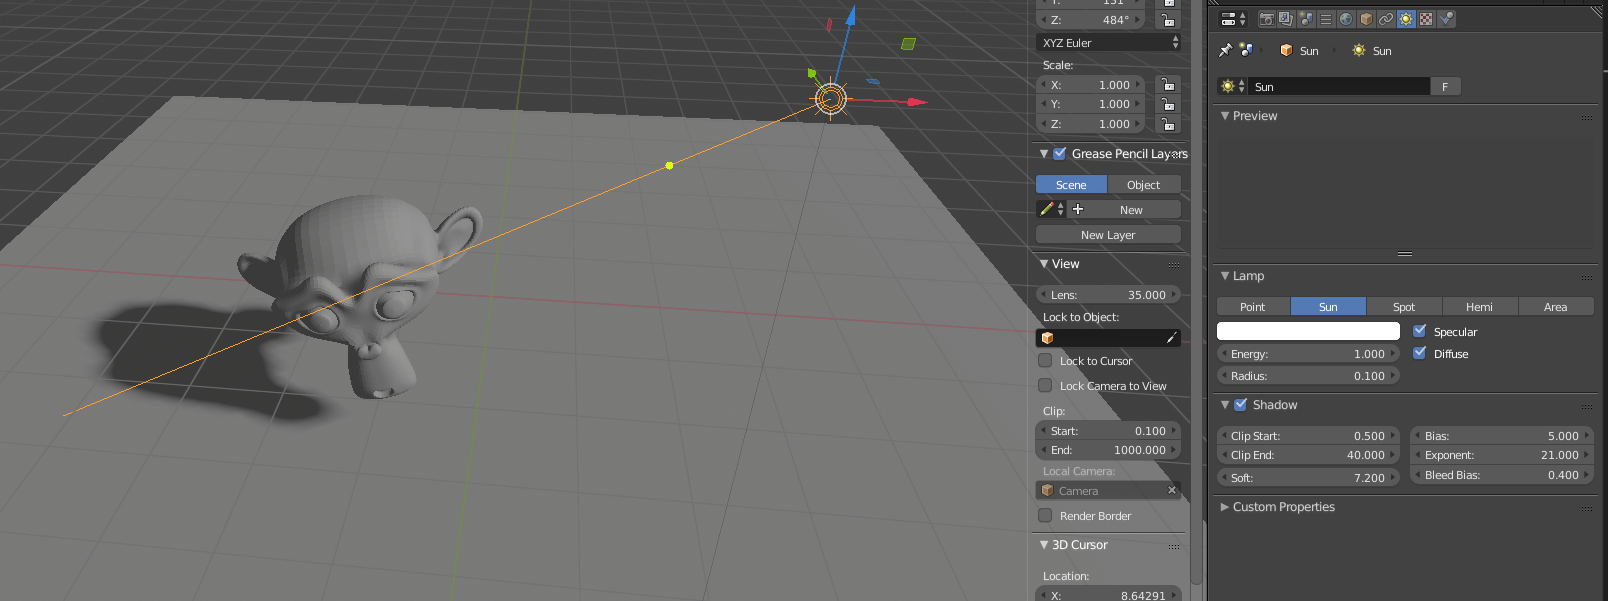 Y: 151°
Z: 484°
XYZ Euler
Scale:
X: 1.000
Y: 1.000
Z: 1.000
Grease Pencil Layers
Scene Object
New
New Layer
View
Lens: 35.000
Lock to Object:
Lock to Cursor
Lock Camera to View
Clip:
Start: 0.100
End: 1000.000
Local Camera:
Camera
Render Border
3D Cursor
Location:
X: 8.64291
Sun Sun
Sun F
Preview
Lamp
Point Sun Spot Hemi Area
Specular
Energy: 1.000 Diffuse
Radius: 0.100
Shadow
Clip Start: 0.500 Bias: 5.000
Clip End: 40.000 Exponent: 21.000
Soft: 7.200 Bleed Bias: 0.400
Custom Properties